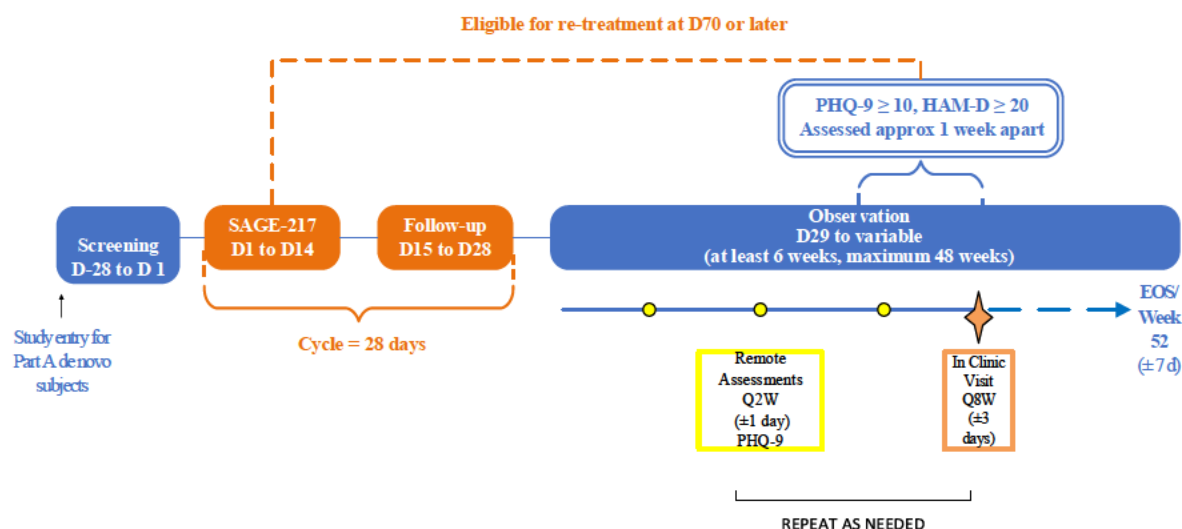 Eligible for re-treatment at D70 or later
PHQ-9 ≥ 10, HAM-D ≥ 20
Assessed approx 1 week apart
Screening
D-28 to D 1
SAGE-217
D1 to D14
Follow-up
D15 to D28
Observation
D29 to variable
(at least 6 weeks, maximum 48 weeks)
Study entry for
Part A de novo
subjects
Cycle = 28 days
EOS/
Week
52
(± 7 d)
Remote
Assessments
Q2W
(±1 day)
PHQ-9
In Clinic
Visit
Q8W
(±3
days)
REPEAT AS NEEDED